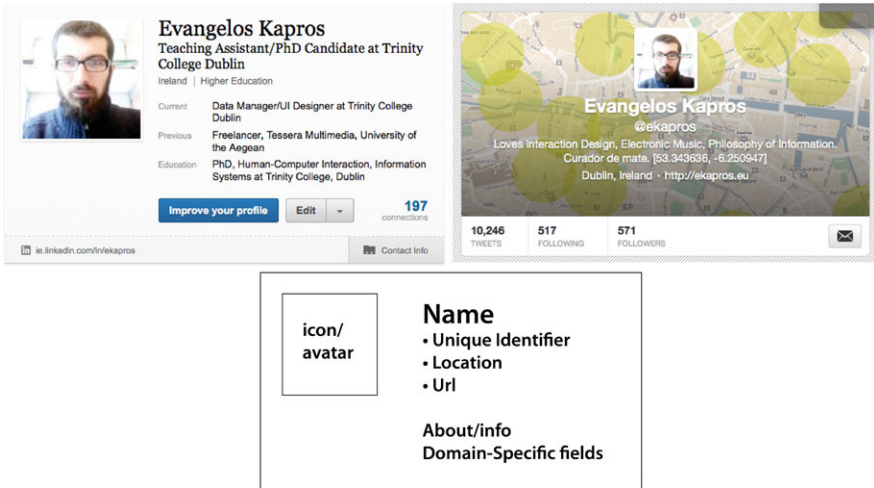 Evangelos Kapros
Teaching Assistant/PhD Candidate at Trinity
College Dublin
Ireland | Higher Education
Current Data Manager/UI Designer at Trinity College
Dublin
Previous Freelancer, Tessera Multimedia, University of
the Aegean
Education PhD, Human-Computer Interaction, Information
Systems at Trinity College, Dublin
Improve your profile Edit 197
connections
in ie.linkedin.com/in/ekapros Contact Info
Evangelos Kapros
@ekapros
Loves Interaction Design, Electronic Music, Philosophy of Information.
Curador de mate. [53.343636, -6.250947]
Dublin, Ireland · http://ekapros.eu
10,246 517 571
TWEETS FOLLOWING FOLLOWERS
icon/
avatar
Name
• Unique Identifier
• Location
• Url
About/info
Domain-Specific fields